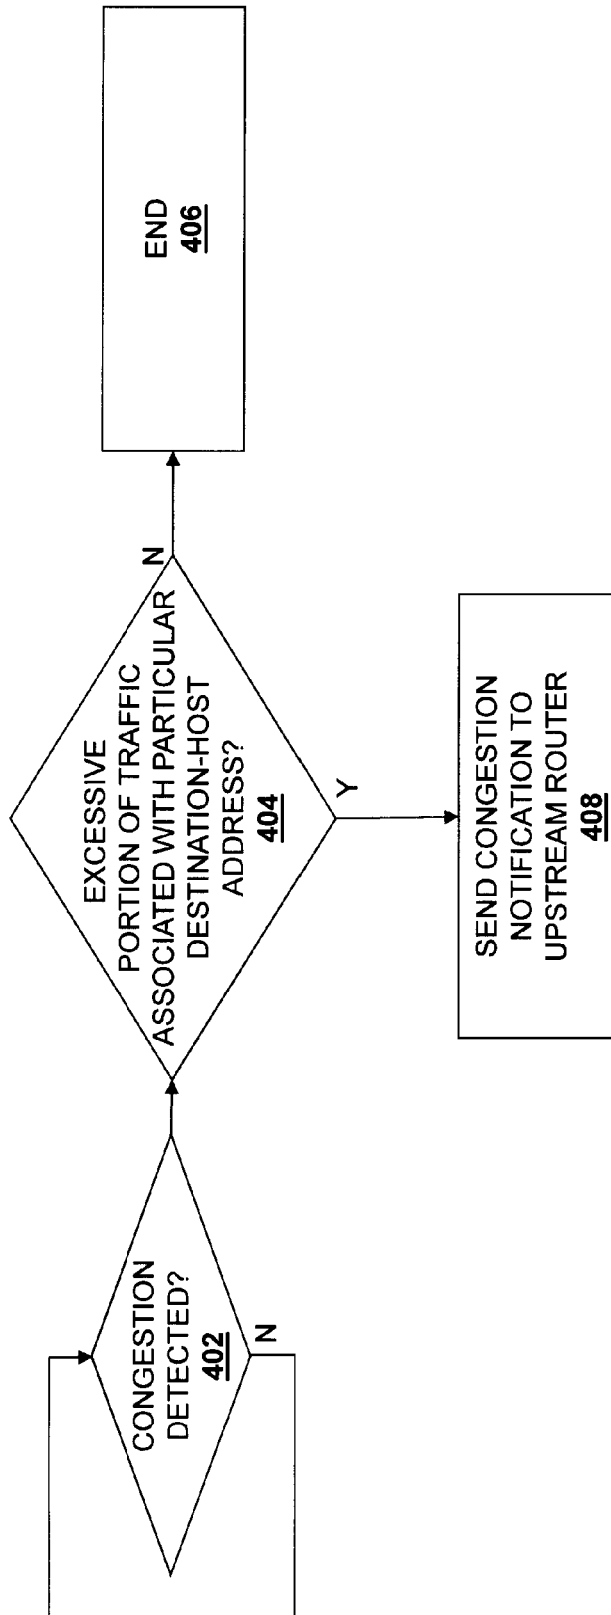 CONGESTION
DETECTED?
402
N
EXCESSIVE
PORTION OF TRAFFIC
ASSOCIATED WITH PARTICULAR
DESTINATION-HOST
ADDRESS?
404
N
Y
END
406
SEND CONGESTION
NOTIFICATION TO
UPSTREAM ROUTER
408